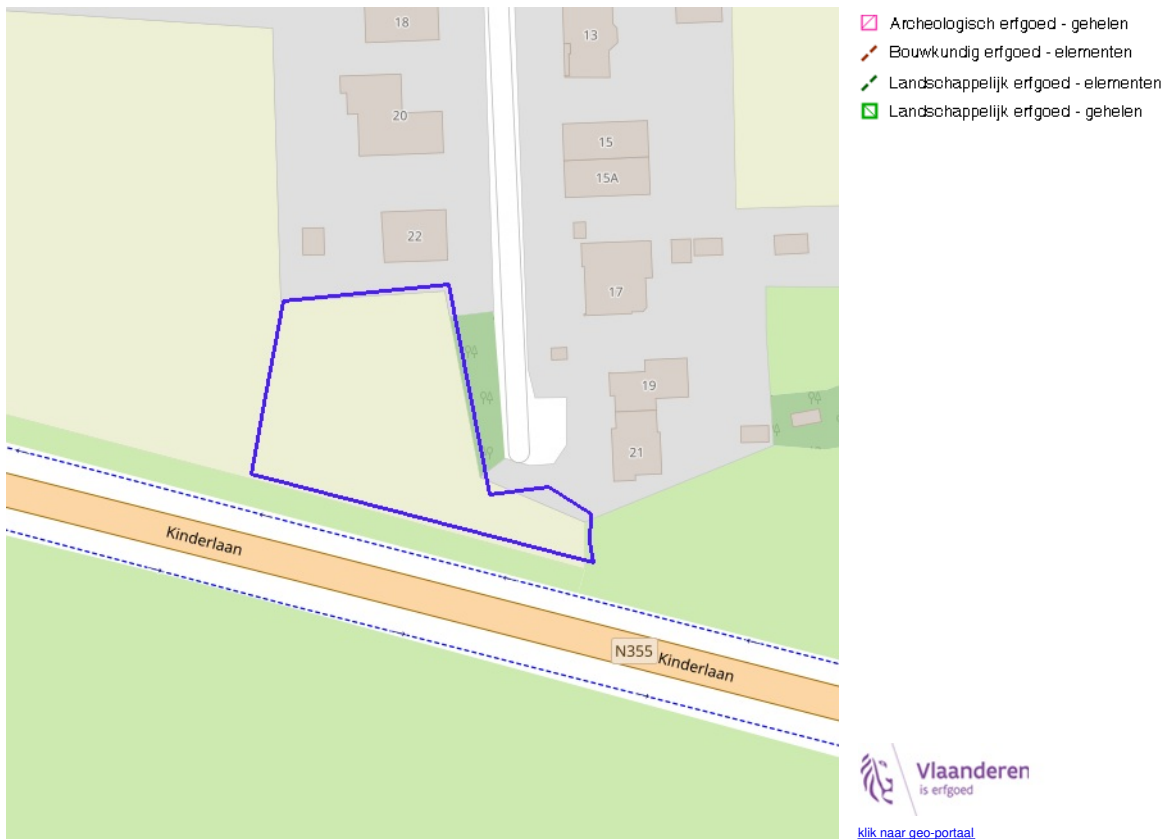 18
13
20
15
15A
22
17
19
21
Kinderlaan
N355
Kinderlaan
Archeologisch erfgoed - gehelen
Bouwkundig erfgoed - elementen
Landschappelijk erfgoed - elementen
Landschappelijk erfgoed - gehelen
Vlaanderen
is erfgoed
klik naar geo-portaal